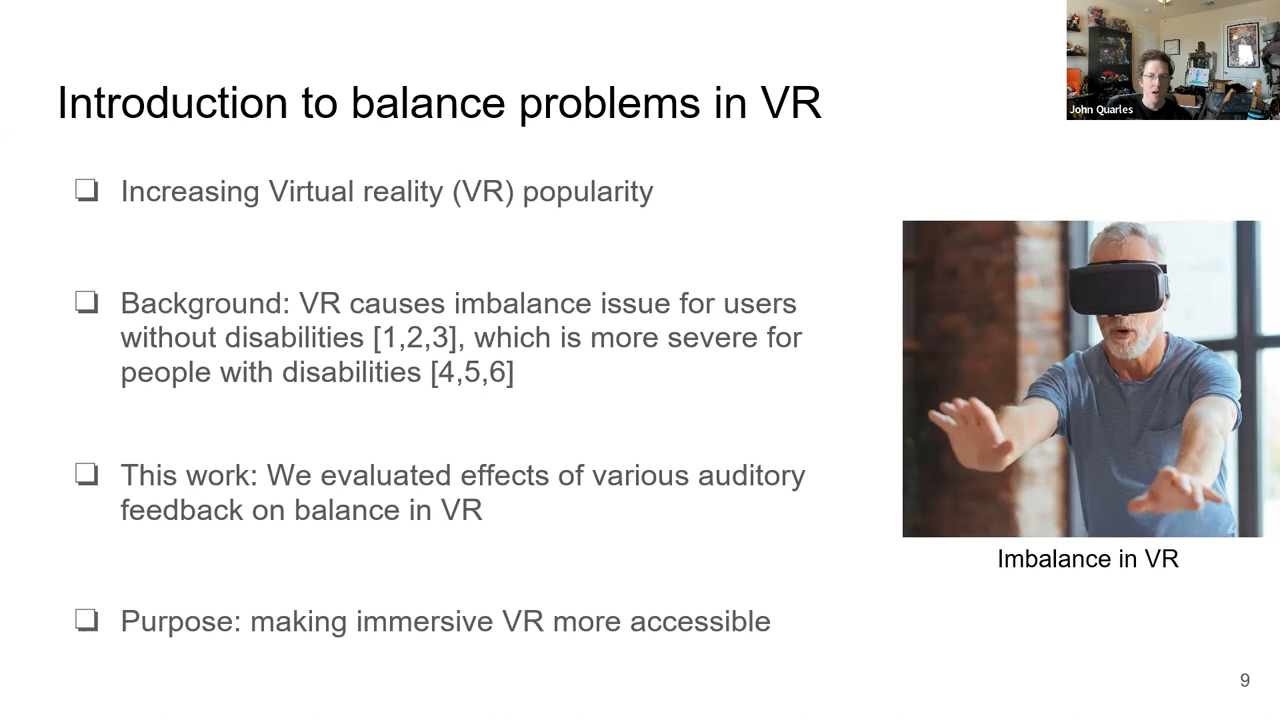 John Quarles
Introduction to balance problems in VR
❏ Increasing Virtual reality (VR) popularity
❏ Background: VR causes imbalance issue for users
without disabilities [1,2,3], which is more severe for
people with disabilities [4,5,6]
❏ This work: We evaluated effects of various auditory
feedback on balance in VR
❏ Purpose: making immersive VR more accessible
Imbalance in VR
9